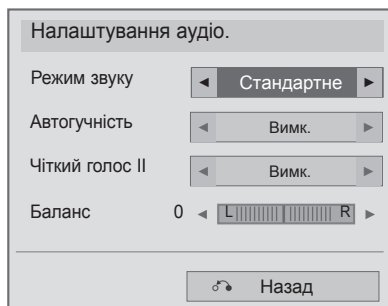 Налаштування аудіо.
Режим звуку ◄ Стандартне ►
Автогучність ◄ Вимк. ►
Чіткий голос II ◄ Вимк. ►
Баланс 0 ◄ L R ►
Назад